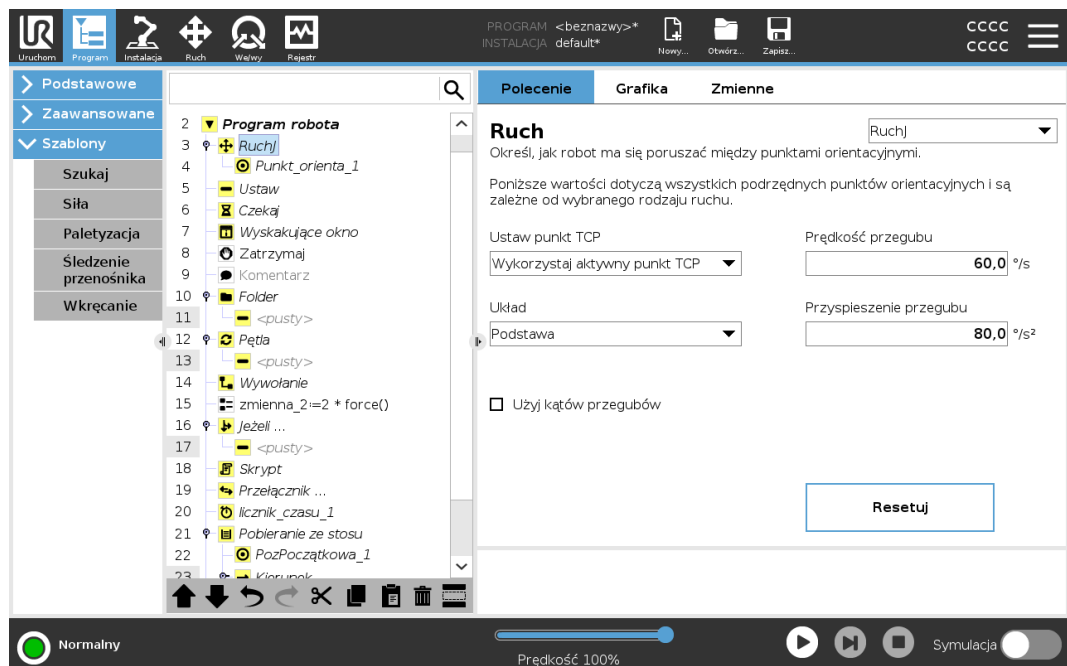 PROGRAM <beznazwy>*
INSTALACJA default*
UR
Uruchom
Program
Instalacja
Ruch
We/wy
Rejestr
Nowy...
Otwórz...
Zapisz...
CCCC
CCCC
Podstawowe
Zaawansowane
Szablony
Szukaj
Siła
Paletyzacja
Śledzenie
przenośnika
Wkręcanie
2 Program robota
3 RuchJ
4 Punkt_orienta_1
5 Ustaw
6 Czekaj
7 Wyskakujące okno
8 Zatrzymaj
9 Komentarz
10 Folder
11 <pusty>
12 Pętla
13 <pusty>
14 Wywołanie
15 zmienna_2:=2 * force()
16 Jeżeli ...
17 <pusty>
18 Skrypt
19 Przełącznik ...
20 licznik_czasu_1
21 Pobieranie ze stosu
22 PozPoczątkowa_1
23 Kierunek
Polecenie
Grafika
Zmienne
Ruch
RuchJ
Określ, jak robot ma się poruszać między punktami orientacyjnymi.
Poniższe wartości dotyczą wszystkich podrzędnych punktów orientacyjnych i są
zależne od wybranego rodzaju ruchu.
Ustaw punkt TCP
Wykorzystaj aktywny punkt TCP
Prędkość przegubu
60,0 °/s
Układ
Podstawa
Przyspieszenie przegubu
80,0 °/s²
Użyj kątów przegubów
Resetuj
Normalny
Prędkość 100%
Symulacja